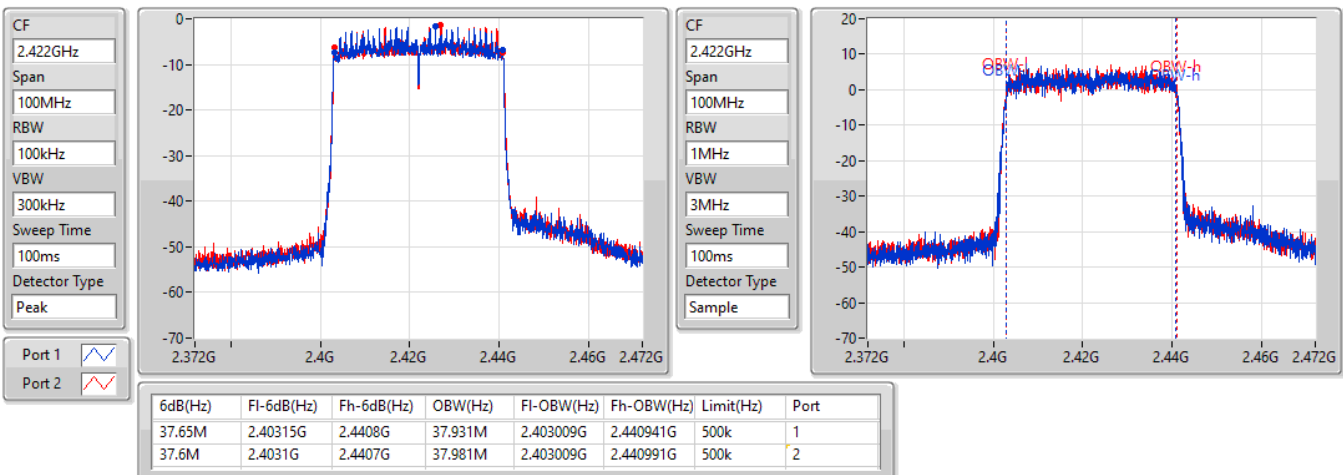 CF
2.422GHz
Span
100MHz
RBW
100kHz
VBW
300kHz
Sweep Time
100ms
Detector Type
Peak
0
-10
-20
-30
-40
-50
-60
-70
2.372G 2.4G 2.42G 2.44G 2.46G 2.472G
Port 1
Port 2
CF
2.422GHz
Span
100MHz
RBW
1MHz
VBW
3MHz
Sweep Time
100ms
Detector Type
Sample
20
10
0
-10
-20
-30
-40
-50
-60
-70
OBW-l
OBW-h
OBW-h
2.372G 2.4G 2.42G 2.44G 2.46G 2.472G
6dB(Hz) Fl-6dB(Hz) Fh-6dB(Hz) OBW(Hz) Fl-OBW(Hz) Fh-OBW(Hz) Limit(Hz) Port
37.65M 2.40315G 2.4408G 37.931M 2.403009G 2.440941G 500k 1
37.6M 2.4031G 2.4407G 37.981M 2.403009G 2.440991G 500k 2